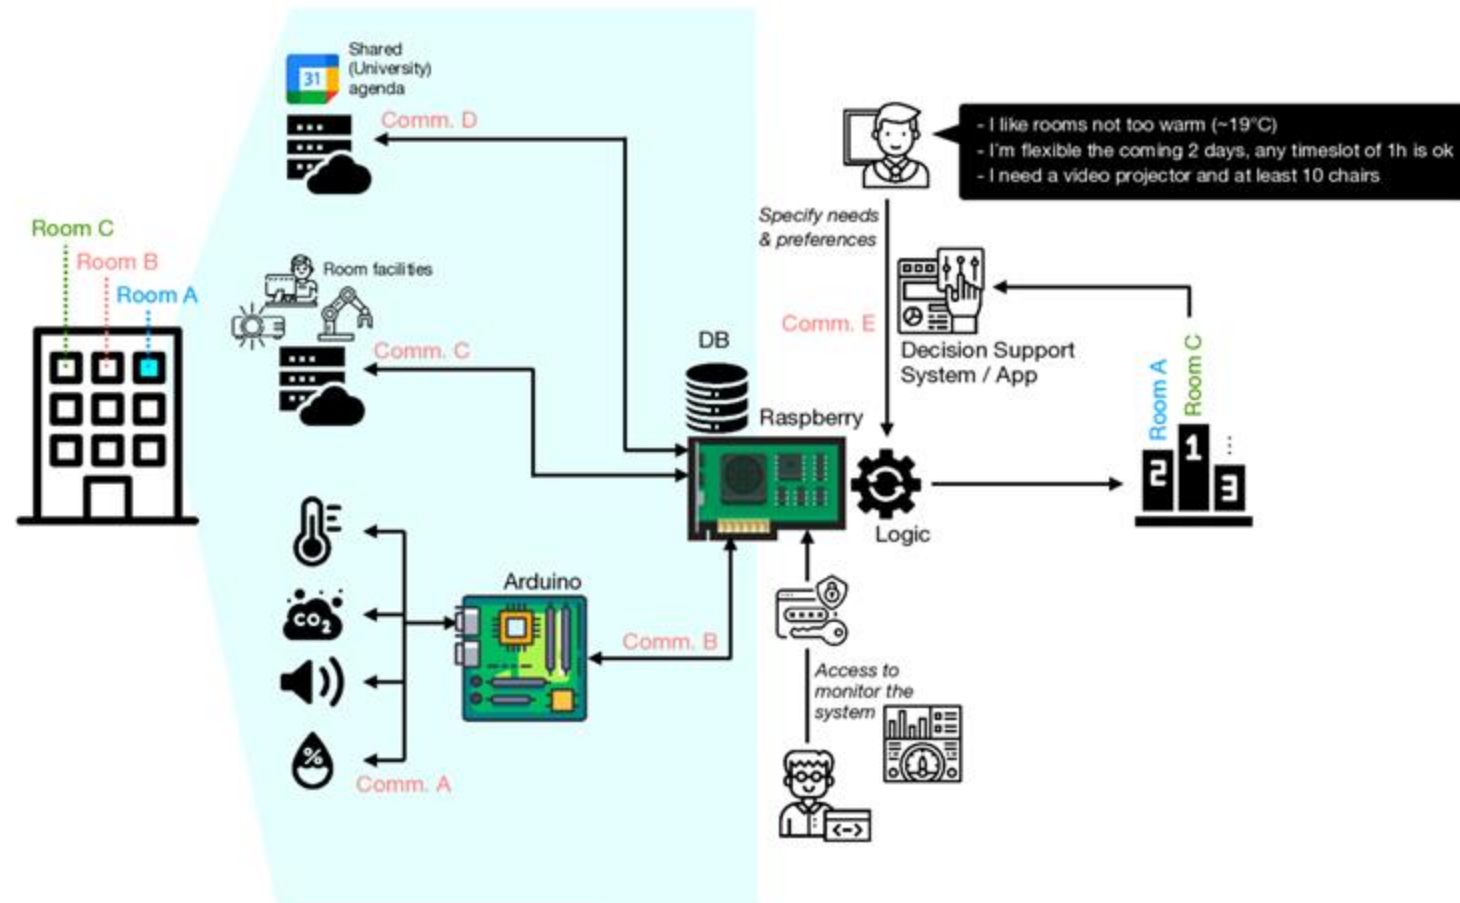 Shared
(University)
agenda
31
Comm. D
- I like rooms not too warm (~19°C)
- I'm flexible the coming 2 days, any timeslot of 1h is ok
- I need a video projector and at least 10 chairs
Specify needs
& preferences
Room C
Room B
Room A
Room facilities
Comm. C
Comm. E
DB
Decision Support
System / App
Raspberry
Room A
Room C
2
1
3
Logic
Arduino
CO2
Comm. B
Access to
monitor the
system
%
Comm. A